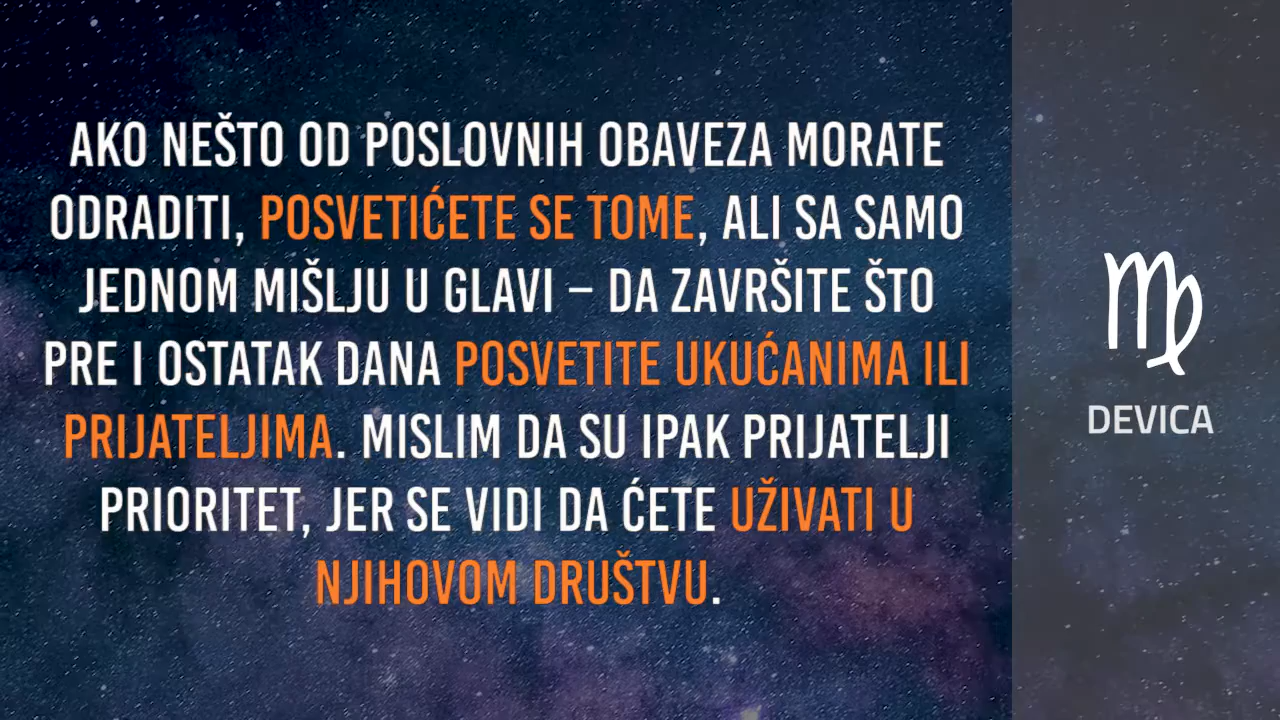 AKO NEŠTO OD POSLOVNIH OBAVEZA MORATE
ODRADITI, POSVETIĆETE SE TOME, ALI SA SAMO
JEDNOM MIŠLJU U GLAVI – DA ZAVRŠITE ŠTO
PRE I OSTATAK DANA POSVETITE UKUĆANIMA ILI
PRIJATELJIMA. MISLIM DA SU IPAK PRIJATELJI
PRIORITET, JER SE VIDI DA ĆETE UŽIVATI U
NJIHOVOM DRUŠTVU.
DEVICA